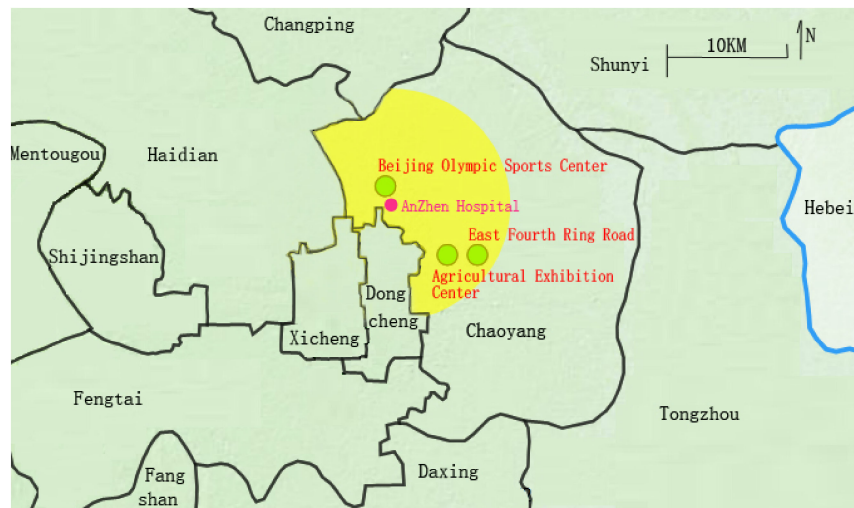 Changping
10KM
N
Shunyi
Mentougou
Haidian
Beijing Olympic Sports Center
AnZhen Hospital
Hebei
East Fourth Ring Road
Shijingshan
Agricultural Exhibition
Center
Dong
cheng
Xicheng
Chaoyang
Fengtai
Tongzhou
Fang
shan
Daxing